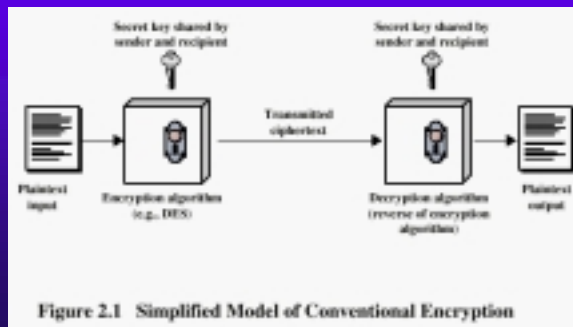 Secret key shared by
sender and recipient
Secret key shared by
sender and recipient
Transmitted
ciphertext
Plaintext
input
Encryption algorithm
(e.g., DES)
Decryption algorithm
(reverse of encryption
algorithm)
Plaintext
output
Figure 2.1 Simplified Model of Conventional Encryption